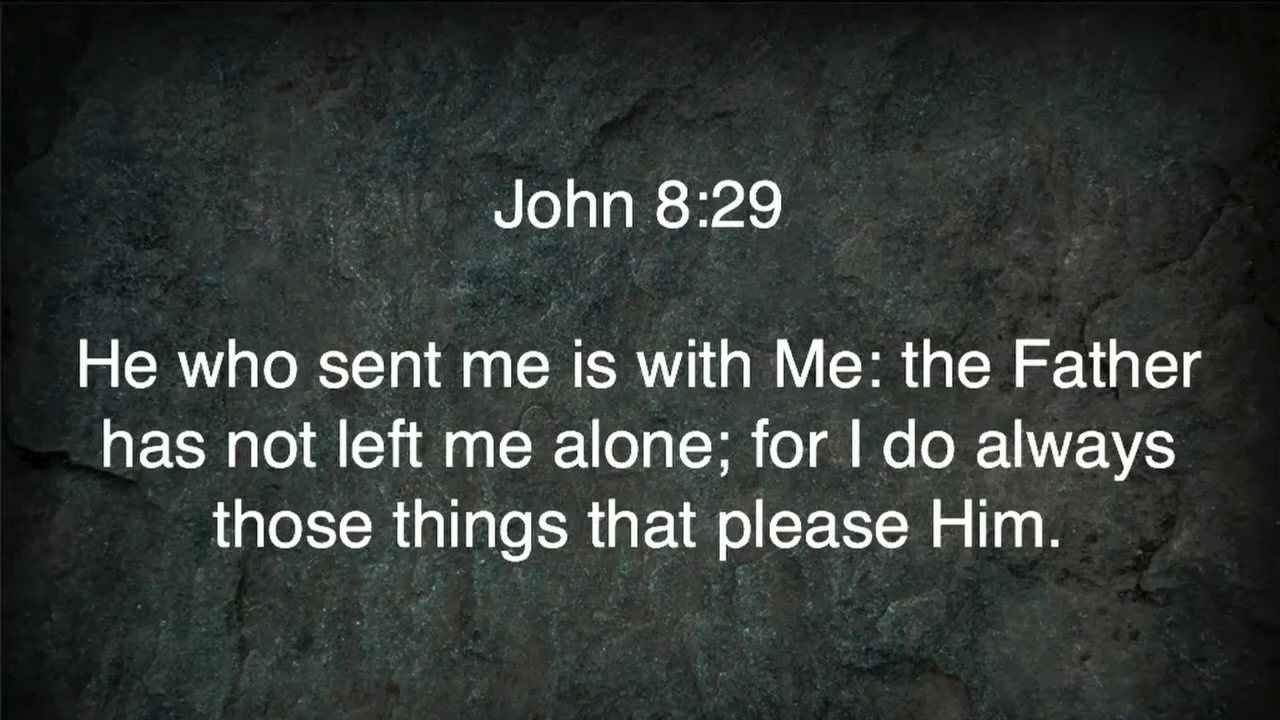 John 8:29
He who sent me is with Me: the Father
has not left me alone; for I do always
those things that please Him.